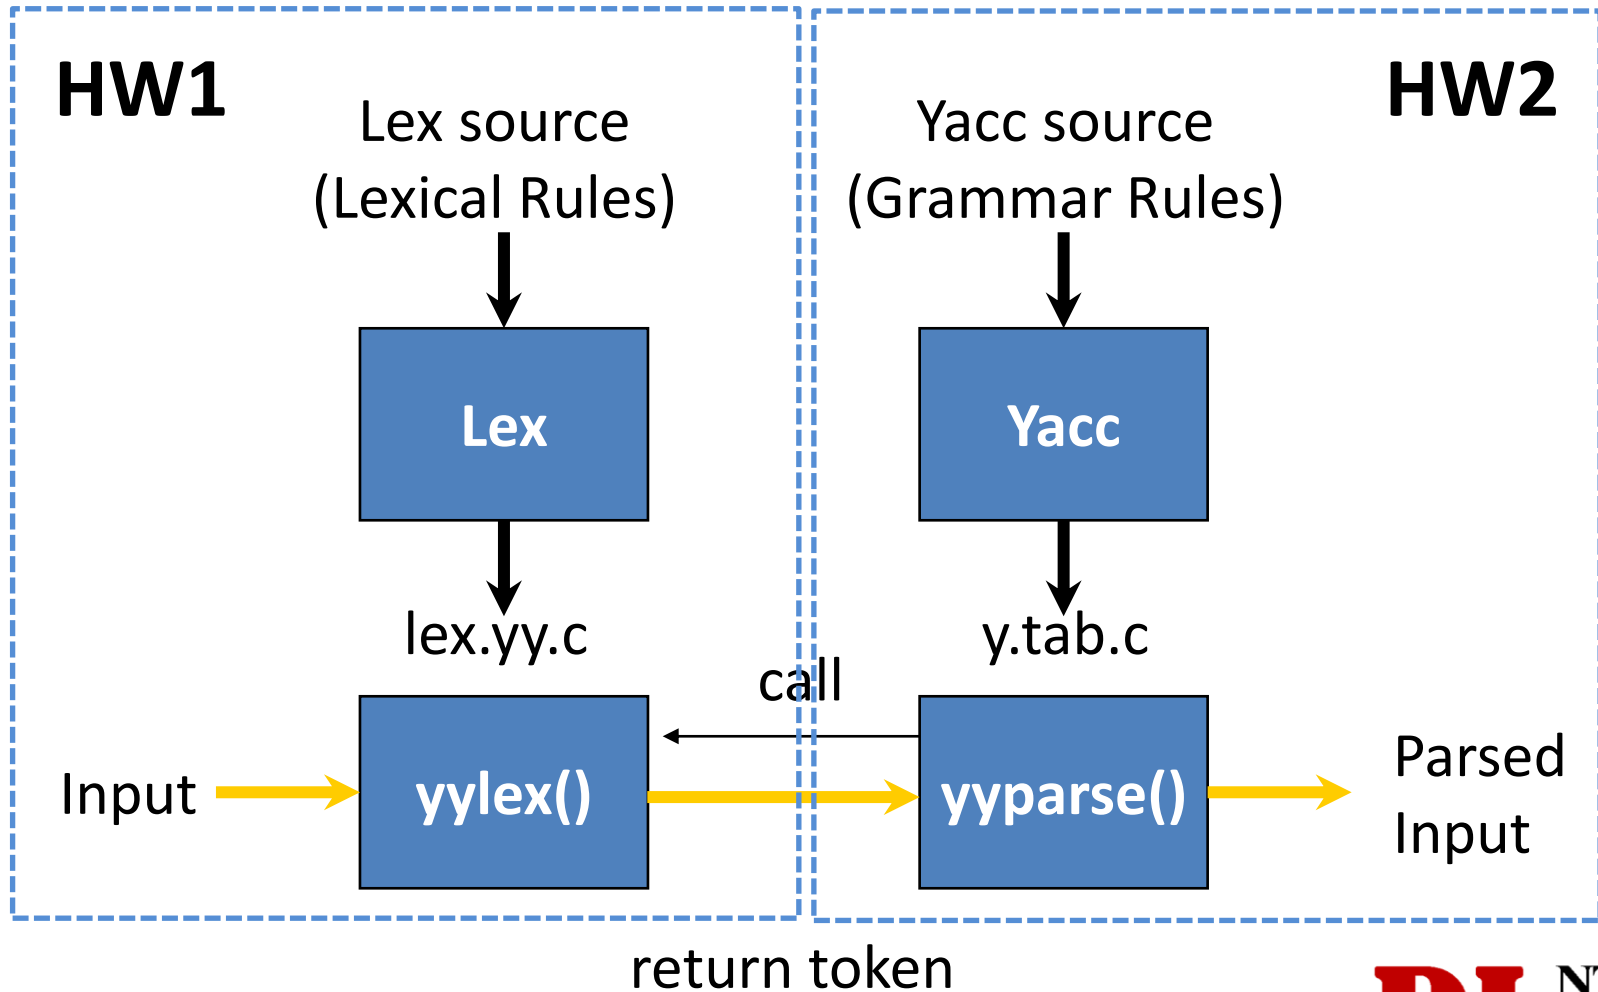 HW1
HW2
Lex source
(Lexical Rules)
Yacc source
(Grammar Rules)
Lex
Yacc
lex.yy.c
y.tab.c
call
Input
yylex()
yyparse()
Parsed
Input
return token